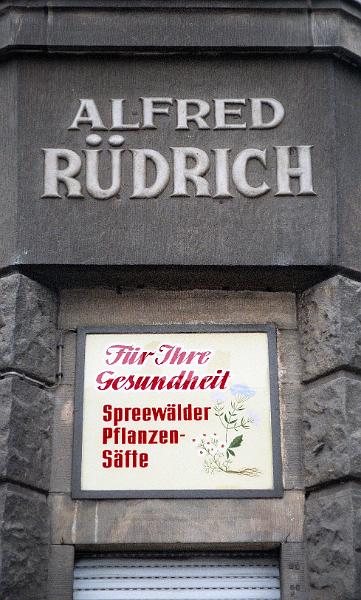 ALFRED
RÜDRICH
Für Ihre
Gesundheit
Spreewälder
Pflanzen-
Säfte